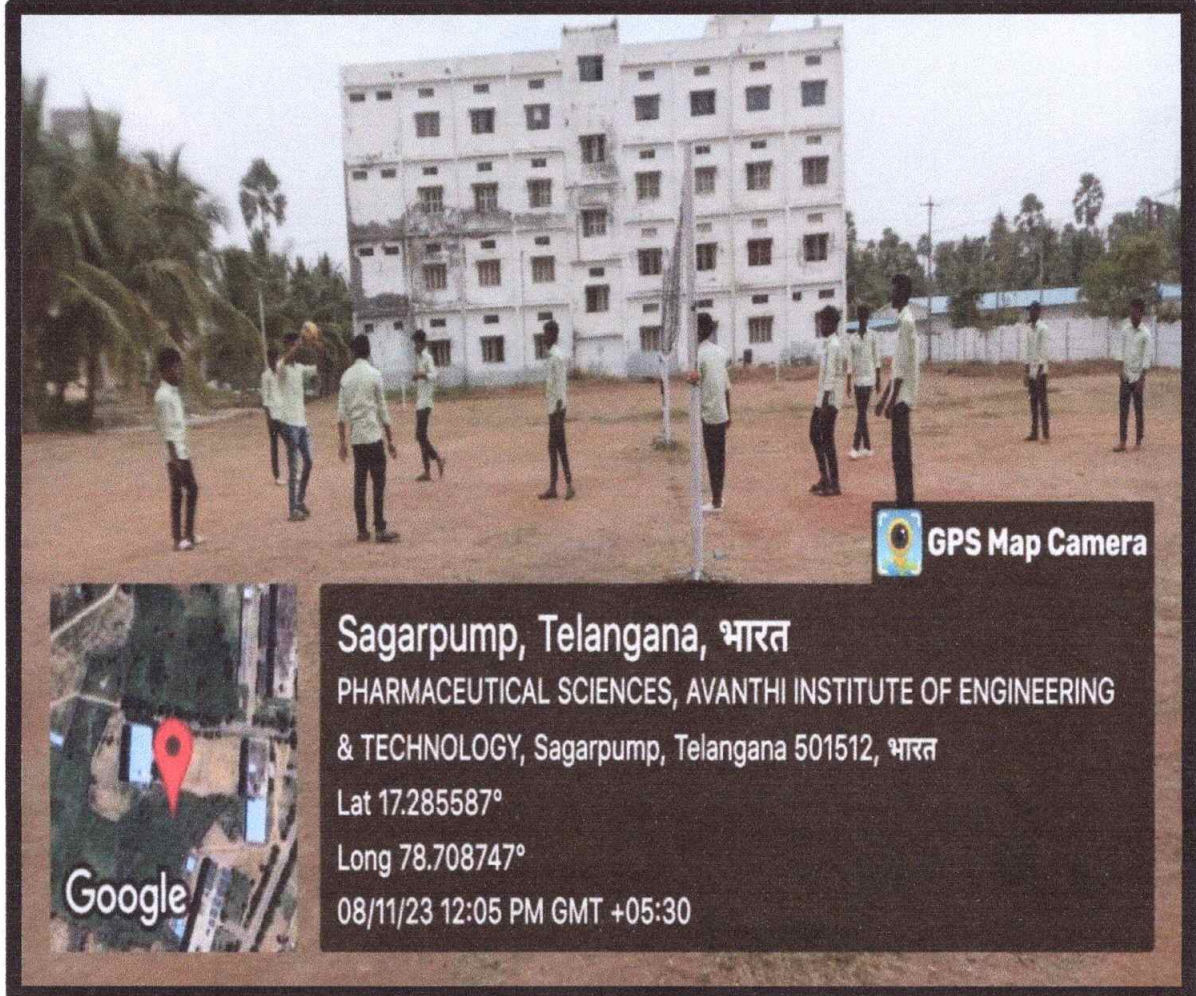 GPS Map Camera
Sagarpump, Telangana, भारत
PHARMACEUTICAL SCIENCES, AVANTHI INSTITUTE OF ENGINEERING
& TECHNOLOGY, Sagarpump, Telangana 501512, भारत
Lat 17.285587°
Long 78.708747°
08/11/23 12:05 PM GMT +05:30
Google